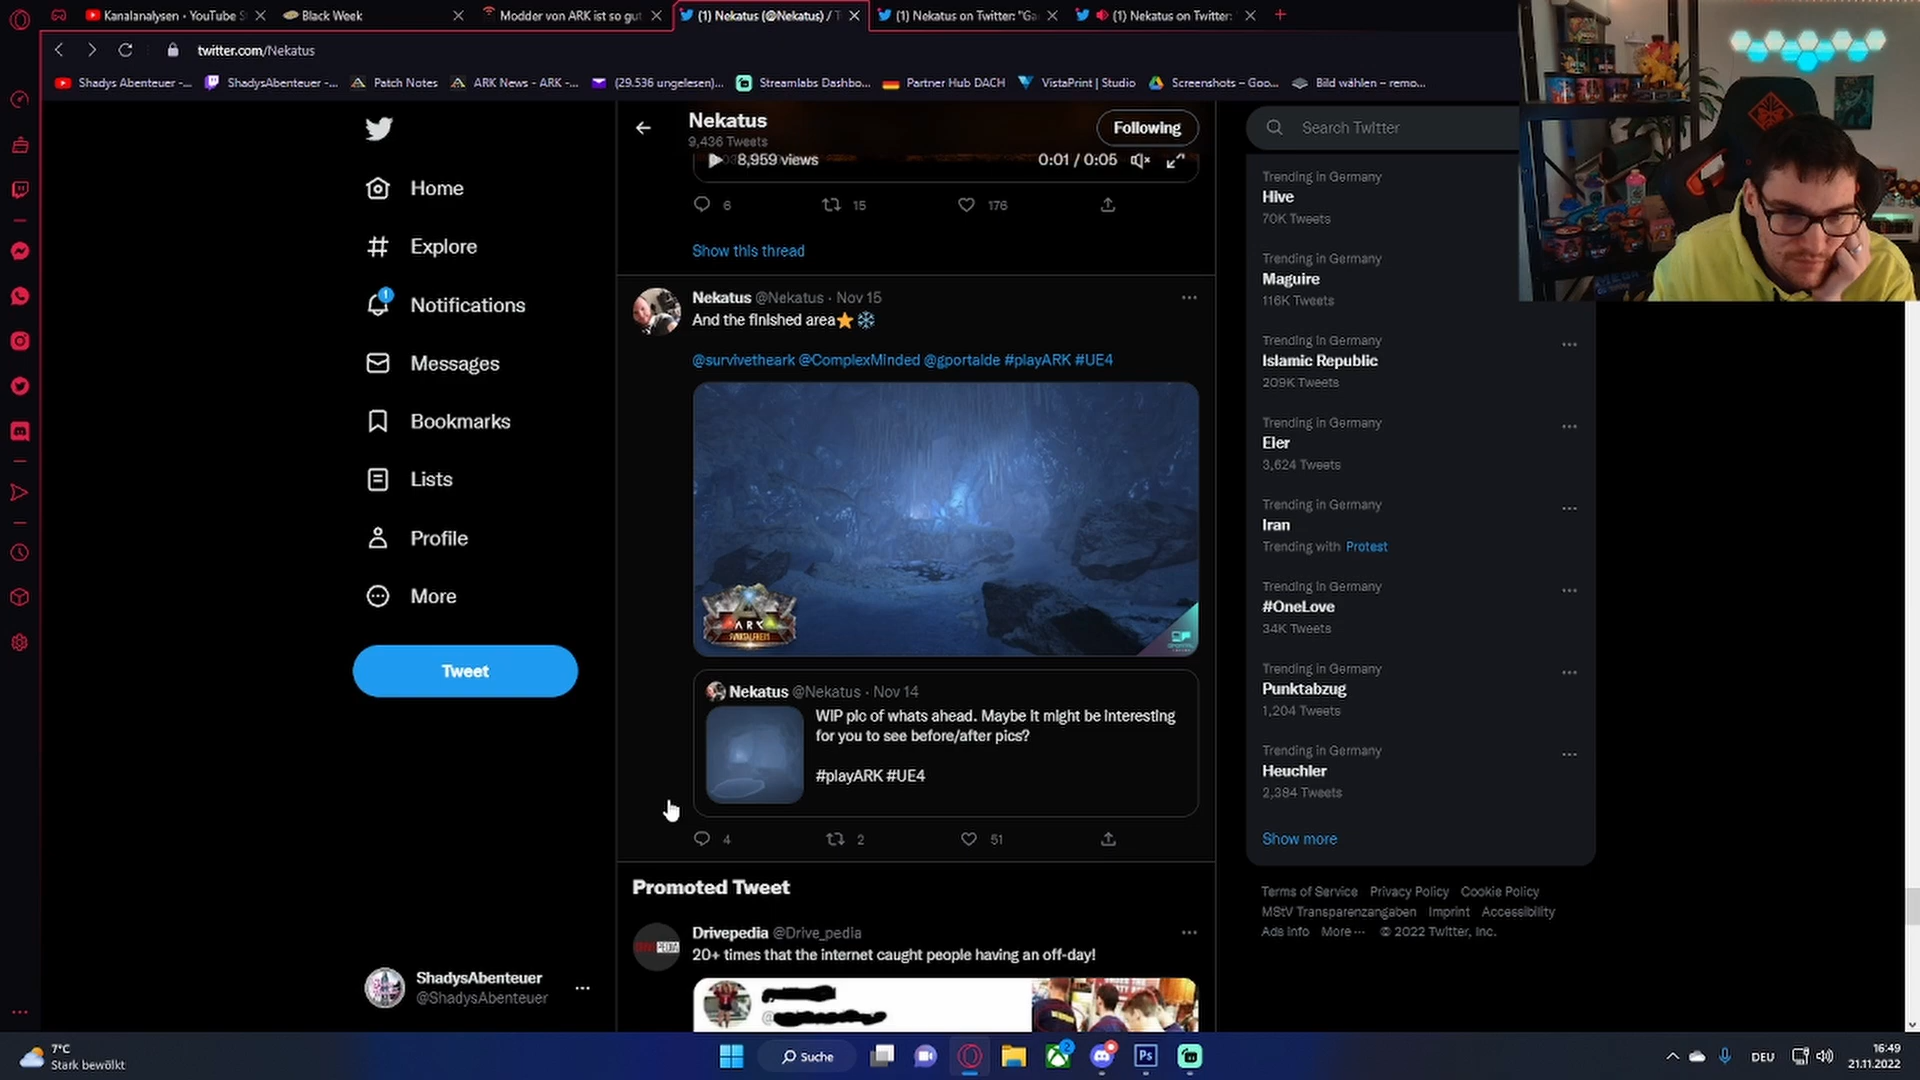 Kanalanalysen • YouTube S
Black Week
Modder von ARK ist so gut
(1) Nekatus (@Nekatus) / T
(1) Nekatus on Twitter: "Ga
(1) Nekatus on Twitter:
twitter.com/Nekatus
Shadys Abenteuer -...
ShadysAbenteuer -...
Patch Notes
ARK News - ARK -...
(29.536 ungelesen)...
Streamlabs Dashbo...
Partner Hub DACH
VistaPrint | Studio
Screenshots – Goo...
Bild wählen – remo...
Home
Explore
1
Notifications
Messages
Bookmarks
Lists
Profile
More
Tweet
ShadysAbenteuer
@ShadysAbenteuer
Nekatus
9,436 Tweets
Following
8,959 views
0:01 / 0:05
6
15
176
Show this thread
Nekatus @Nekatus · Nov 15
And the finished area⭐❄
@survivetheark @ComplexMinded @gportalde #playARK #UE4
ARK
Nekatus @Nekatus · Nov 14
WIP pic of whats ahead. Maybe it might be interesting
for you to see before/after pics?
#playARK #UE4
4
2
51
Promoted Tweet
Drivepedia @Drive_pedia
20+ times that the internet caught people having an off-day!
Search Twitter
Trending in Germany
Hive
70K Tweets
Trending in Germany
Maguire
116K Tweets
Trending in Germany
Islamic Republic
209K Tweets
Trending in Germany
Eier
3,624 Tweets
Trending in Germany
Iran
Trending with Protest
Trending in Germany
#OneLove
34K Tweets
Trending in Germany
Punktabzug
1,204 Tweets
Trending in Germany
Heuchler
2,384 Tweets
Show more
Terms of Service Privacy Policy Cookie Policy
MStV Transparenzangaben Imprint Accessibility
Ads info More ··· © 2022 Twitter, Inc.
7°C
Stark bewölkt
Suche
2
Ps
DEU
16:49
21.11.2022